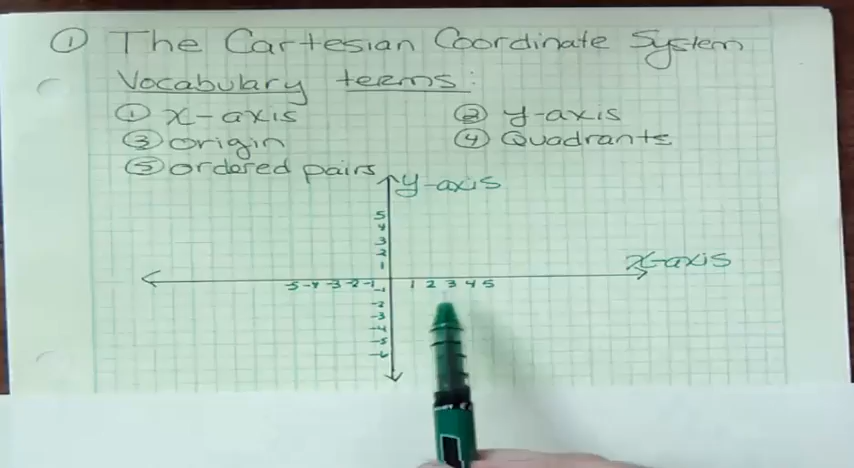 ① The Cartesian Coordinate System
Vocabulary terms:
① x-axis ② y-axis
③ origin ④ Quadrants
⑤ ordered pairs
y-axis
5
4
3
2
1
x-axis
-5 -4 -3 -2 -1 1 2 3 4 5
-1
-2
-3
-4
-5
-6